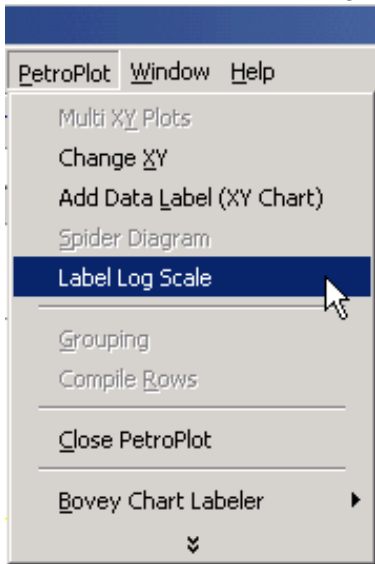 PetroPlot Window Help
Multi XY Plots
Change XY
Add Data Label (XY Chart)
Spider Diagram
Label Log Scale
Grouping
Compile Rows
Close PetroPlot
Bovey Chart Labeler